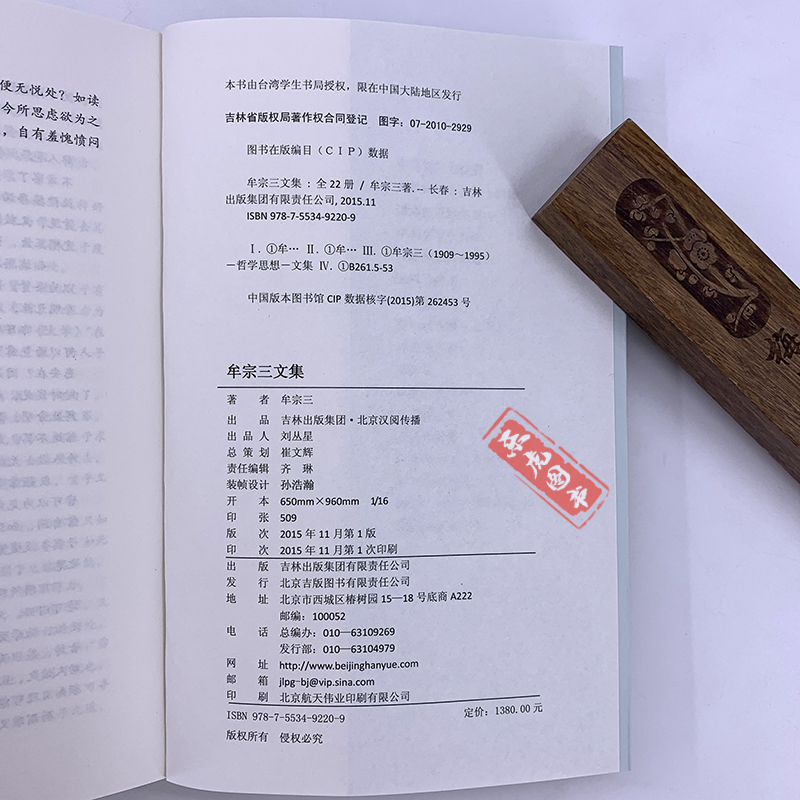 便无悦处？如读
今所思虑欲为之
，自有羞愧愤闷
本书由台湾学生书局授权，限在中国大陆地区发行
吉林省版权局著作权合同登记 图字：07-2010-2929
图书在版编目（CIP）数据
牟宗三文集：全22册 / 牟宗三著.-- 长春：吉林
出版集团有限责任公司, 2015.11
ISBN 978-7-5534-9220-9
Ⅰ. ①牟… Ⅱ. ①牟… Ⅲ. ①牟宗三（1909～1995）
－哲学思想－文集 Ⅳ. ①B261.5-53
中国版本图书馆 CIP 数据核字(2015)第 262453 号
牟宗三文集
著 者 牟宗三
出 品 吉林出版集团·北京汉阅传播
出 品 人 刘丛星
总 策 划 崔文辉
责任编辑 齐 琳
装帧设计 孙浩瀚
开 本 650mm×960mm 1/16
印 张 509
版 次 2015 年 11 月第 1 版
印 次 2015 年 11 月第 1 次印刷
出 版 吉林出版集团有限责任公司
发 行 北京吉版图书有限责任公司
地 址 北京市西城区椿树园 15—18 号底商 A222
邮编：100052
电 话 总编办：010—63109269
发行部：010—63104979
网 址 http://www.beijinghanyue.com
邮 箱 jlpg-bj@vip.sina.com
印 刷 北京航天伟业印刷有限公司
ISBN 978-7-5534-9220-9 定价：1380.00 元
版权所有 侵权必究
虎图书